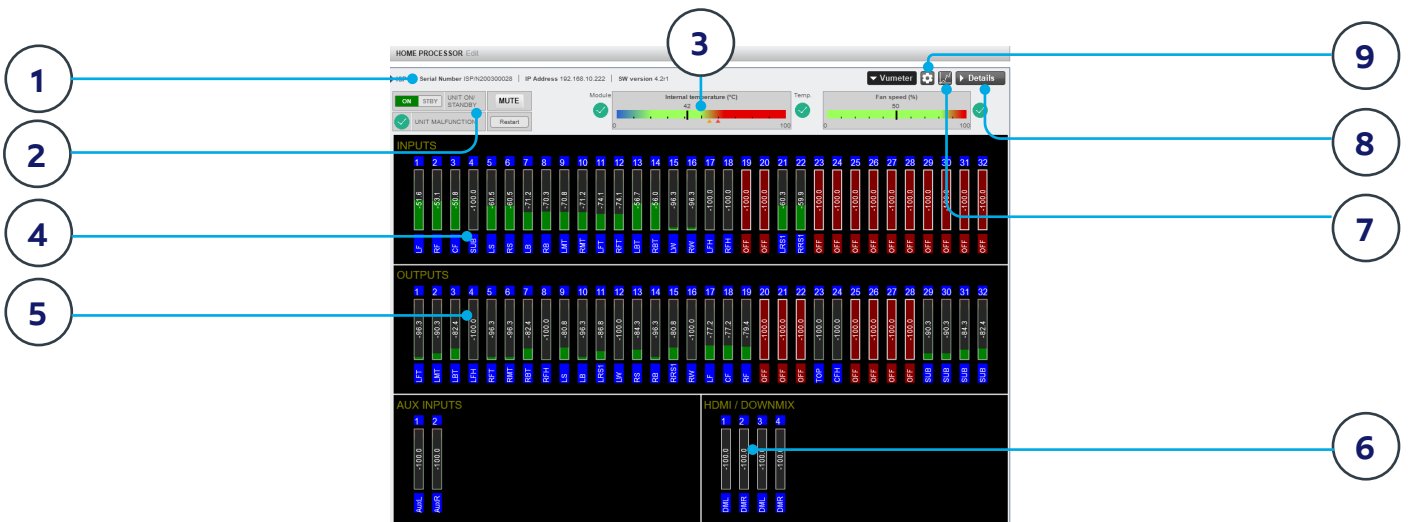 HOME PROCESSOR Edit
Serial Number ISP/N200300028 | IP Address 192.168.10.222 | SW version 4.2r1
Vumeter
Details
ON STBY UNIT ON/ STANDBY MUTE
UNIT MALFUNCTION Restart
Module
Internal temperature (°C)
42
0 100
Temp.
Fan speed (%)
50
0 100
INPUTS
1 2 3 4 5 6 7 8 9 10 11 12 13 14 15 16 17 18 19 20 21 22 23 24 25 26 27 28 29 30 31 32
-51.6 -53.1 -50.8 -100.0 -60.5 -60.5 -71.2 -70.3 -70.8 -71.2 -74.1 -74.1 -56.7 -56.0 -96.3 -96.3 -100.0 -100.0 -100.0 -100.0 -60.3 -59.9 -100.0 -100.0 -100.0 -100.0 -100.0 -100.0 -100.0 -100.0 -100.0 -100.0
LF RF CF SUB LS RS LB RB LMT RMT LFT RFT LBT RBT LW RW LFH RFH OFF OFF LRS1 RRS1 OFF OFF OFF OFF OFF OFF OFF OFF OFF OFF
OUTPUTS
1 2 3 4 5 6 7 8 9 10 11 12 13 14 15 16 17 18 19 20 21 22 23 24 25 26 27 28 29 30 31 32
-96.3 -90.3 -82.4 -100.0 -96.3 -96.3 -82.4 -100.0 -80.8 -96.3 -86.8 -100.0 -84.3 -96.3 -80.8 -100.0 -77.2 -77.2 -79.4 -100.0 -100.0 -100.0 -100.0 -100.0 -100.0 -100.0 -100.0 -100.0 -90.3 -90.3 -84.3 -82.4
LFT LMT LBT LFH RFT RMT RBT RFH LS LB LRS1 LW RS RB RRS1 RW LF CF RF OFF OFF OFF TOP CFH OFF OFF OFF OFF SUB SUB SUB SUB
AUX INPUTS
1 2
-100.0 -100.0
AuxL AuxR
HDMI / DOWNMIX
1 2 3 4
-100.0 -100.0 -100.0 -100.0
DML DMR DML DMR
1
2
3
4
5
6
7
8
9